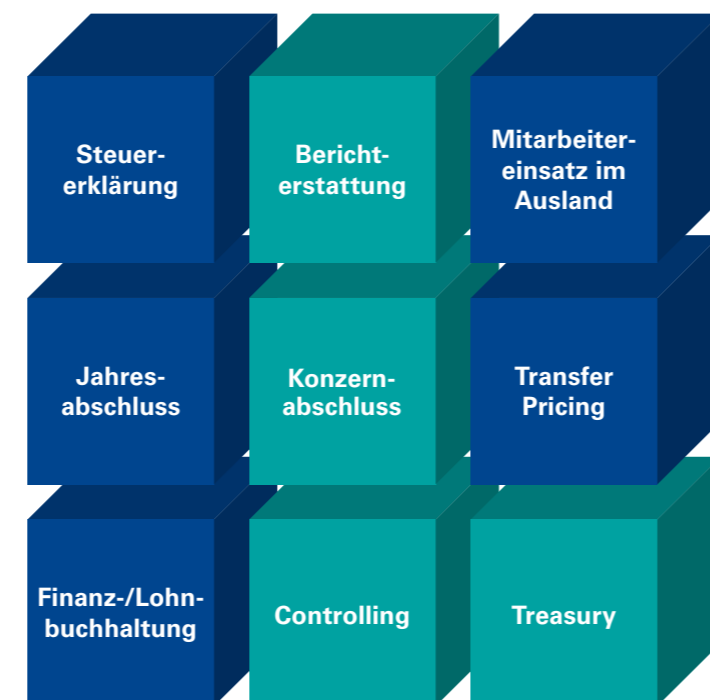 Steuer-
erklärung
Bericht-
erstattung
Mitarbeiter-
einsatz im
Ausland
Jahres-
abschluss
Konzern-
abschluss
Transfer
Pricing
Finanz-/Lohn-
buchhaltung
Controlling
Treasury